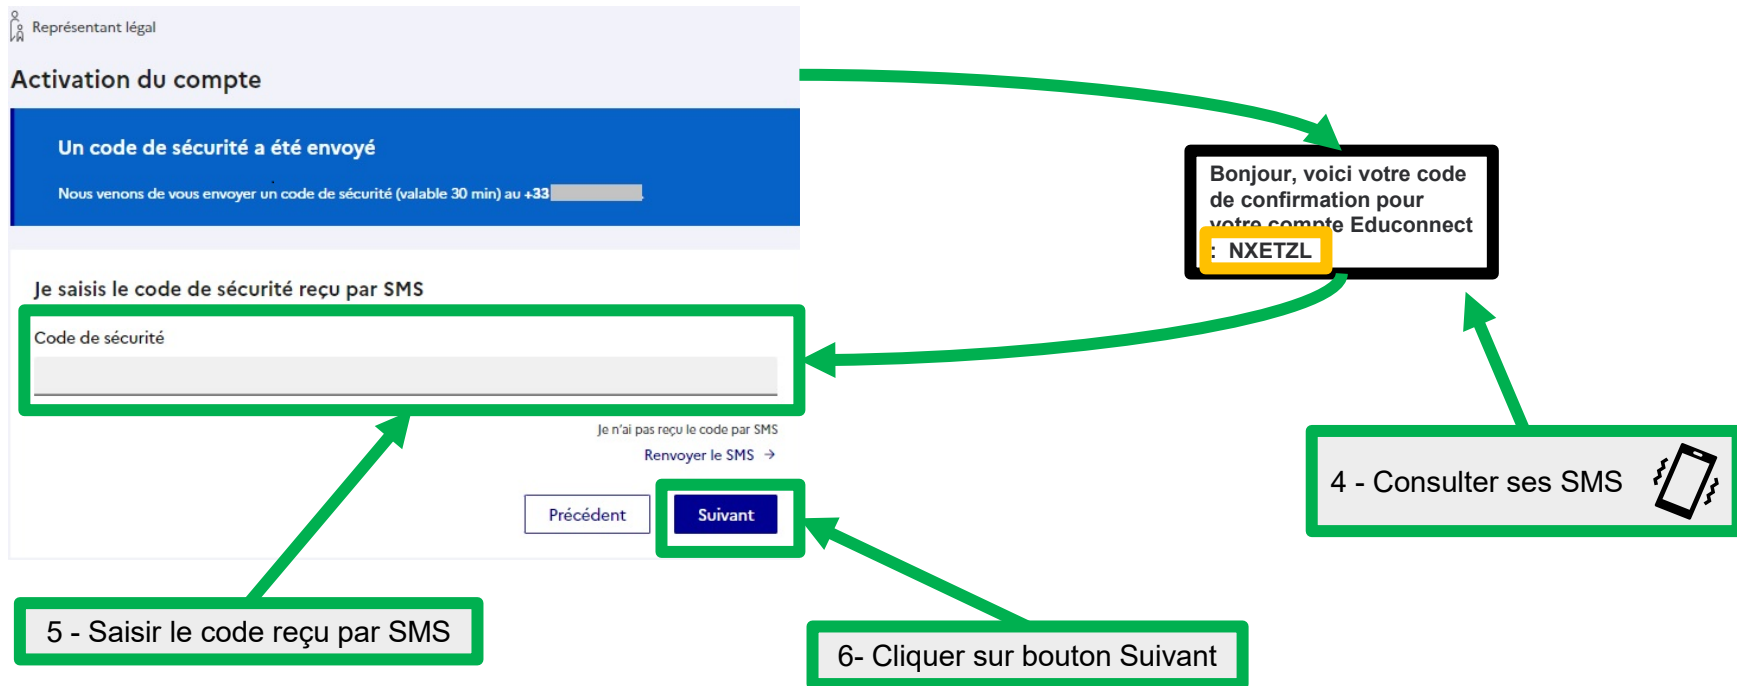 Représentant légal
Activation du compte
Un code de sécurité a été envoyé
Nous venons de vous envoyer un code de sécurité (valable 30 min) au +33
Bonjour, voici votre code
de confirmation pour
votre compte Educonnect
: NXETZL
Je saisis le code de sécurité reçu par SMS
Code de sécurité
Je n'ai pas reçu le code par SMS
Renvoyer le SMS →
Précédent
Suivant
4 - Consulter ses SMS
5 - Saisir le code reçu par SMS
6- Cliquer sur bouton Suivant